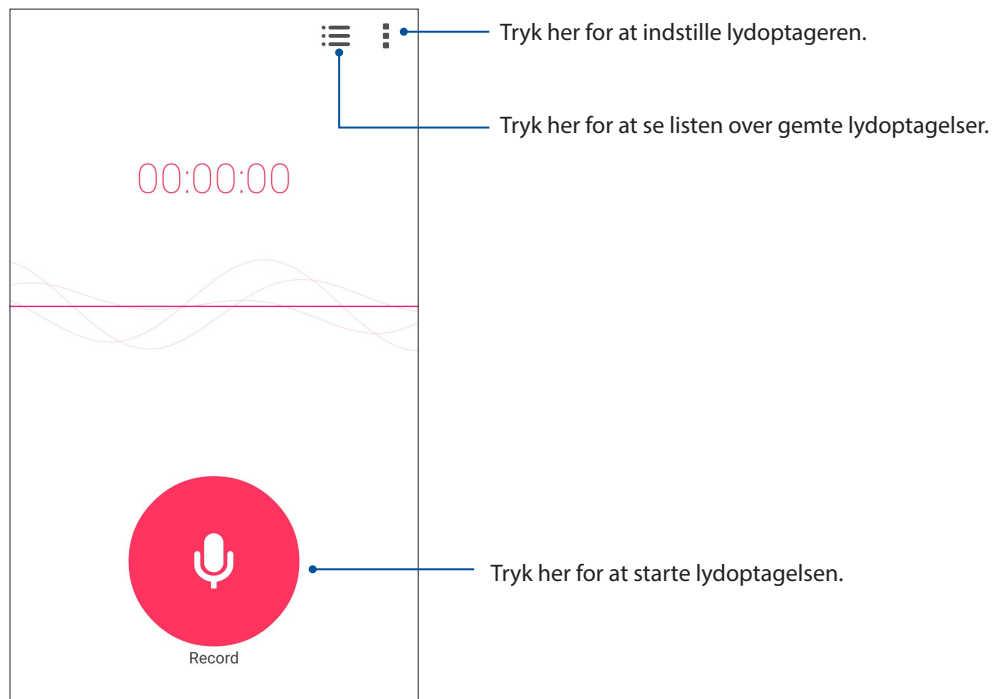 Tryk her for at indstille lydoptageren.
Tryk her for at se listen over gemte lydoptagelser.
00:00:00
Tryk her for at starte lydoptagelsen.
Record